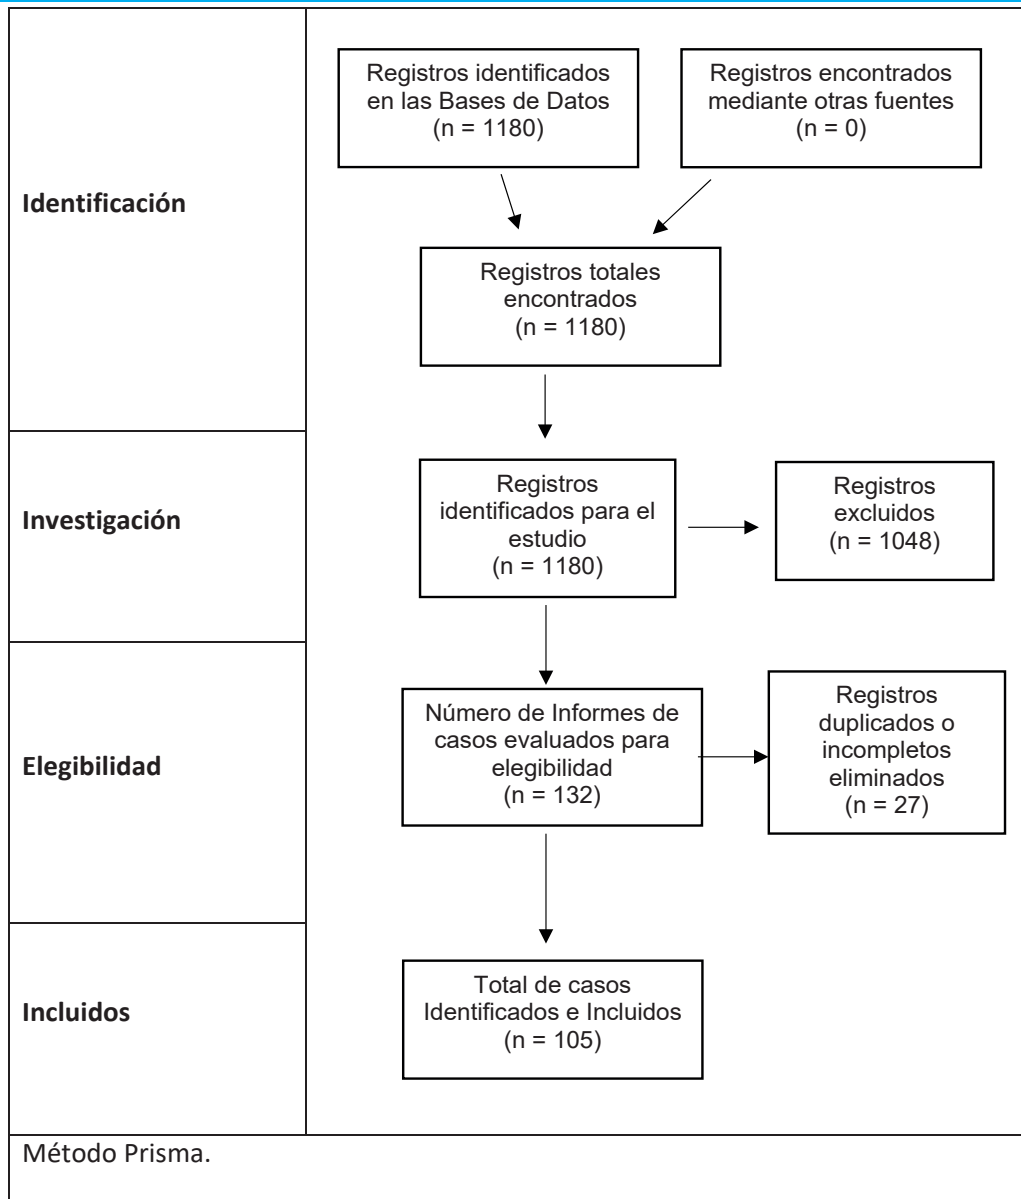 Identificación
Registros identificados
en las Bases de Datos
(n = 1180)
Registros encontrados
mediante otras fuentes
(n = 0)
Registros totales
encontrados
(n = 1180)
Investigación
Registros
identificados para el
estudio
(n = 1180)
Registros
excluidos
(n = 1048)
Elegibilidad
Número de Informes de
casos evaluados para
elegibilidad
(n = 132)
Registros
duplicados o
incompletos
eliminados
(n = 27)
Incluidos
Total de casos
Identificados e Incluidos
(n = 105)
Método Prisma.